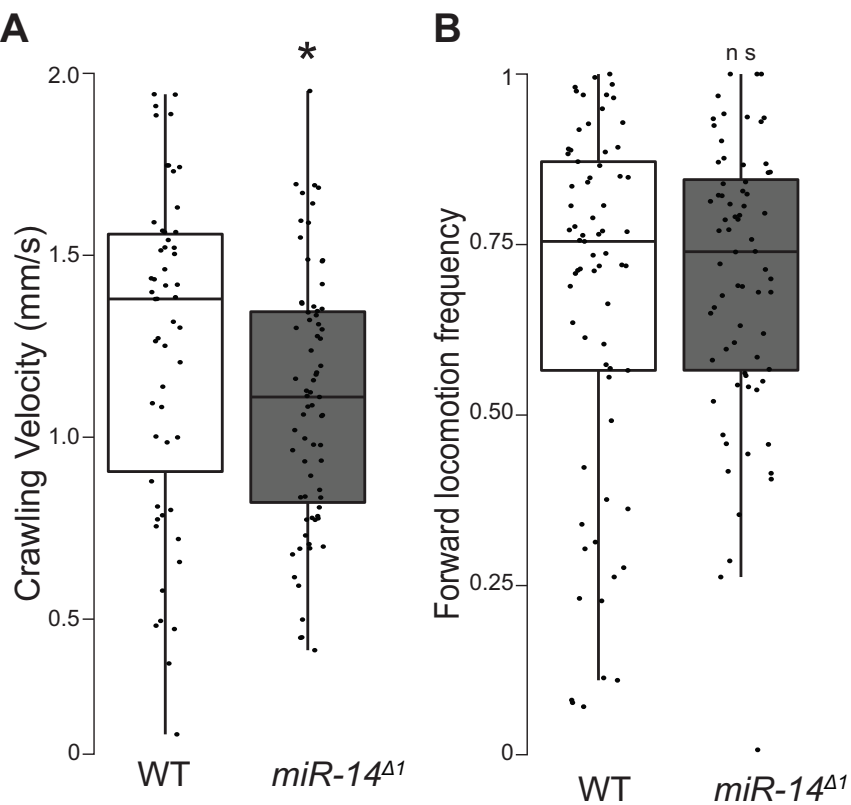 A
Crawling Velocity (mm/s)
2.0
1.5
1.0
0.5
0
*
WT
miR-14Δ1
B
Forward locomotion frequency
1
0.75
0.50
0.25
0
n s
WT
miR-14Δ1